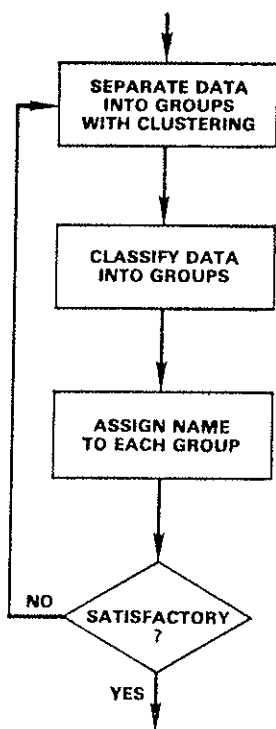 SEPARATE DATA
INTO GROUPS
WITH CLUSTERING
CLASSIFY DATA
INTO GROUPS
ASSIGN NAME
TO EACH GROUP
SATISFACTORY
?
NO
YES